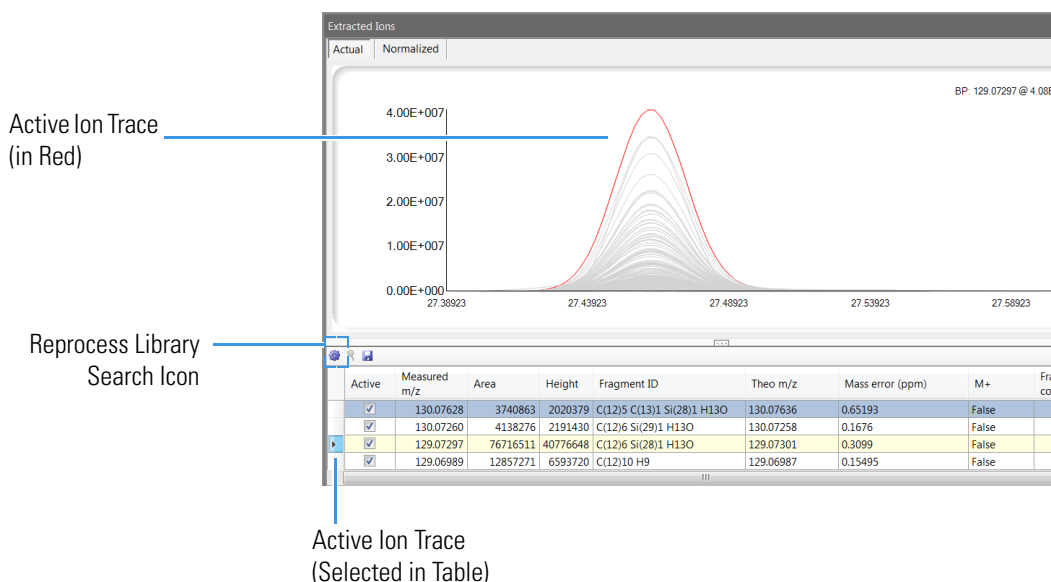 Extracted Ions
Actual Normalized
BP: 129.07297 @ 4.08E
Active Ion Trace
(in Red)
4.00E+007
3.00E+007
2.00E+007
1.00E+007
0.00E+000
27.38923 27.43923 27.48923 27.53923 27.58923
Reprocess Library
Search Icon
Active Measured m/z Area Height Fragment ID Theo m/z Mass error (ppm) M+ Fra co
130.07628 3740863 2020379 C(12)5 C(13)1 Si(28)1 H13O 130.07636 0.65193 False
130.07260 4138276 2191430 C(12)6 Si(29)1 H13O 130.07258 0.1676 False
129.07297 76716511 40776648 C(12)6 Si(28)1 H13O 129.07301 0.3099 False
129.06989 12857271 6593720 C(12)10 H9 129.06987 0.15495 False
Active Ion Trace
(Selected in Table)